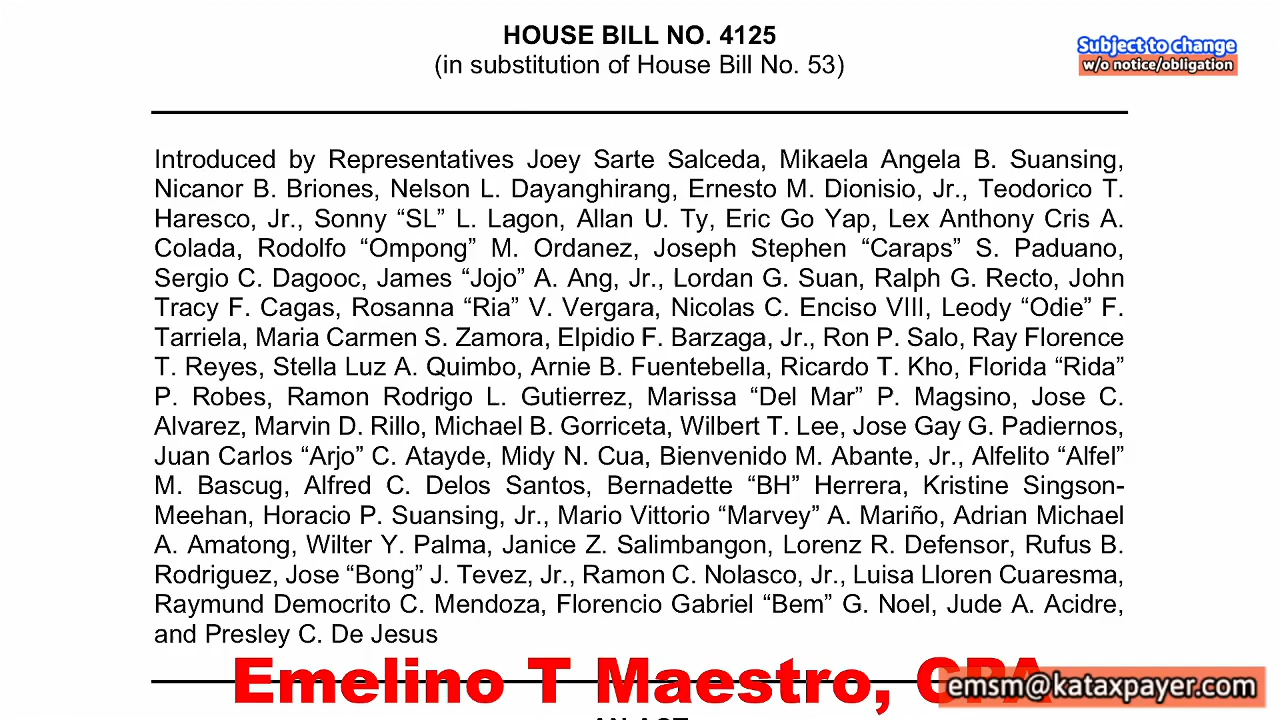 HOUSE BILL NO. 4125
(in substitution of House Bill No. 53)
Subject to change
w/o notice/obligation
Introduced by Representatives Joey Sarte Salceda, Mikaela Angela B. Suansing,
Nicanor B. Briones, Nelson L. Dayanghirang, Ernesto M. Dionisio, Jr., Teodorico T.
Haresco, Jr., Sonny “SL” L. Lagon, Allan U. Ty, Eric Go Yap, Lex Anthony Cris A.
Colada, Rodolfo “Ompong” M. Ordanez, Joseph Stephen “Caraps” S. Paduano,
Sergio C. Dagooc, James “Jojo” A. Ang, Jr., Lordan G. Suan, Ralph G. Recto, John
Tracy F. Cagas, Rosanna “Ria” V. Vergara, Nicolas C. Enciso VIII, Leody “Odie” F.
Tarriela, Maria Carmen S. Zamora, Elpidio F. Barzaga, Jr., Ron P. Salo, Ray Florence
T. Reyes, Stella Luz A. Quimbo, Arnie B. Fuentebella, Ricardo T. Kho, Florida “Rida”
P. Robes, Ramon Rodrigo L. Gutierrez, Marissa “Del Mar” P. Magsino, Jose C.
Alvarez, Marvin D. Rillo, Michael B. Gorriceta, Wilbert T. Lee, Jose Gay G. Padiernos,
Juan Carlos “Arjo” C. Atayde, Midy N. Cua, Bienvenido M. Abante, Jr., Alfelito “Alfel”
M. Bascug, Alfred C. Delos Santos, Bernadette “BH” Herrera, Kristine Singson-
Meehan, Horacio P. Suansing, Jr., Mario Vittorio “Marvey” A. Mariño, Adrian Michael
A. Amatong, Wilter Y. Palma, Janice Z. Salimbangon, Lorenz R. Defensor, Rufus B.
Rodriguez, Jose “Bong” J. Tevez, Jr., Ramon C. Nolasco, Jr., Luisa Lloren Cuaresma,
Raymund Democrito C. Mendoza, Florencio Gabriel “Bem” G. Noel, Jude A. Acidre,
and Presley C. De Jesus
Emelino T Maestro, CPA
emsm@kataxpayer.com
AN ACT